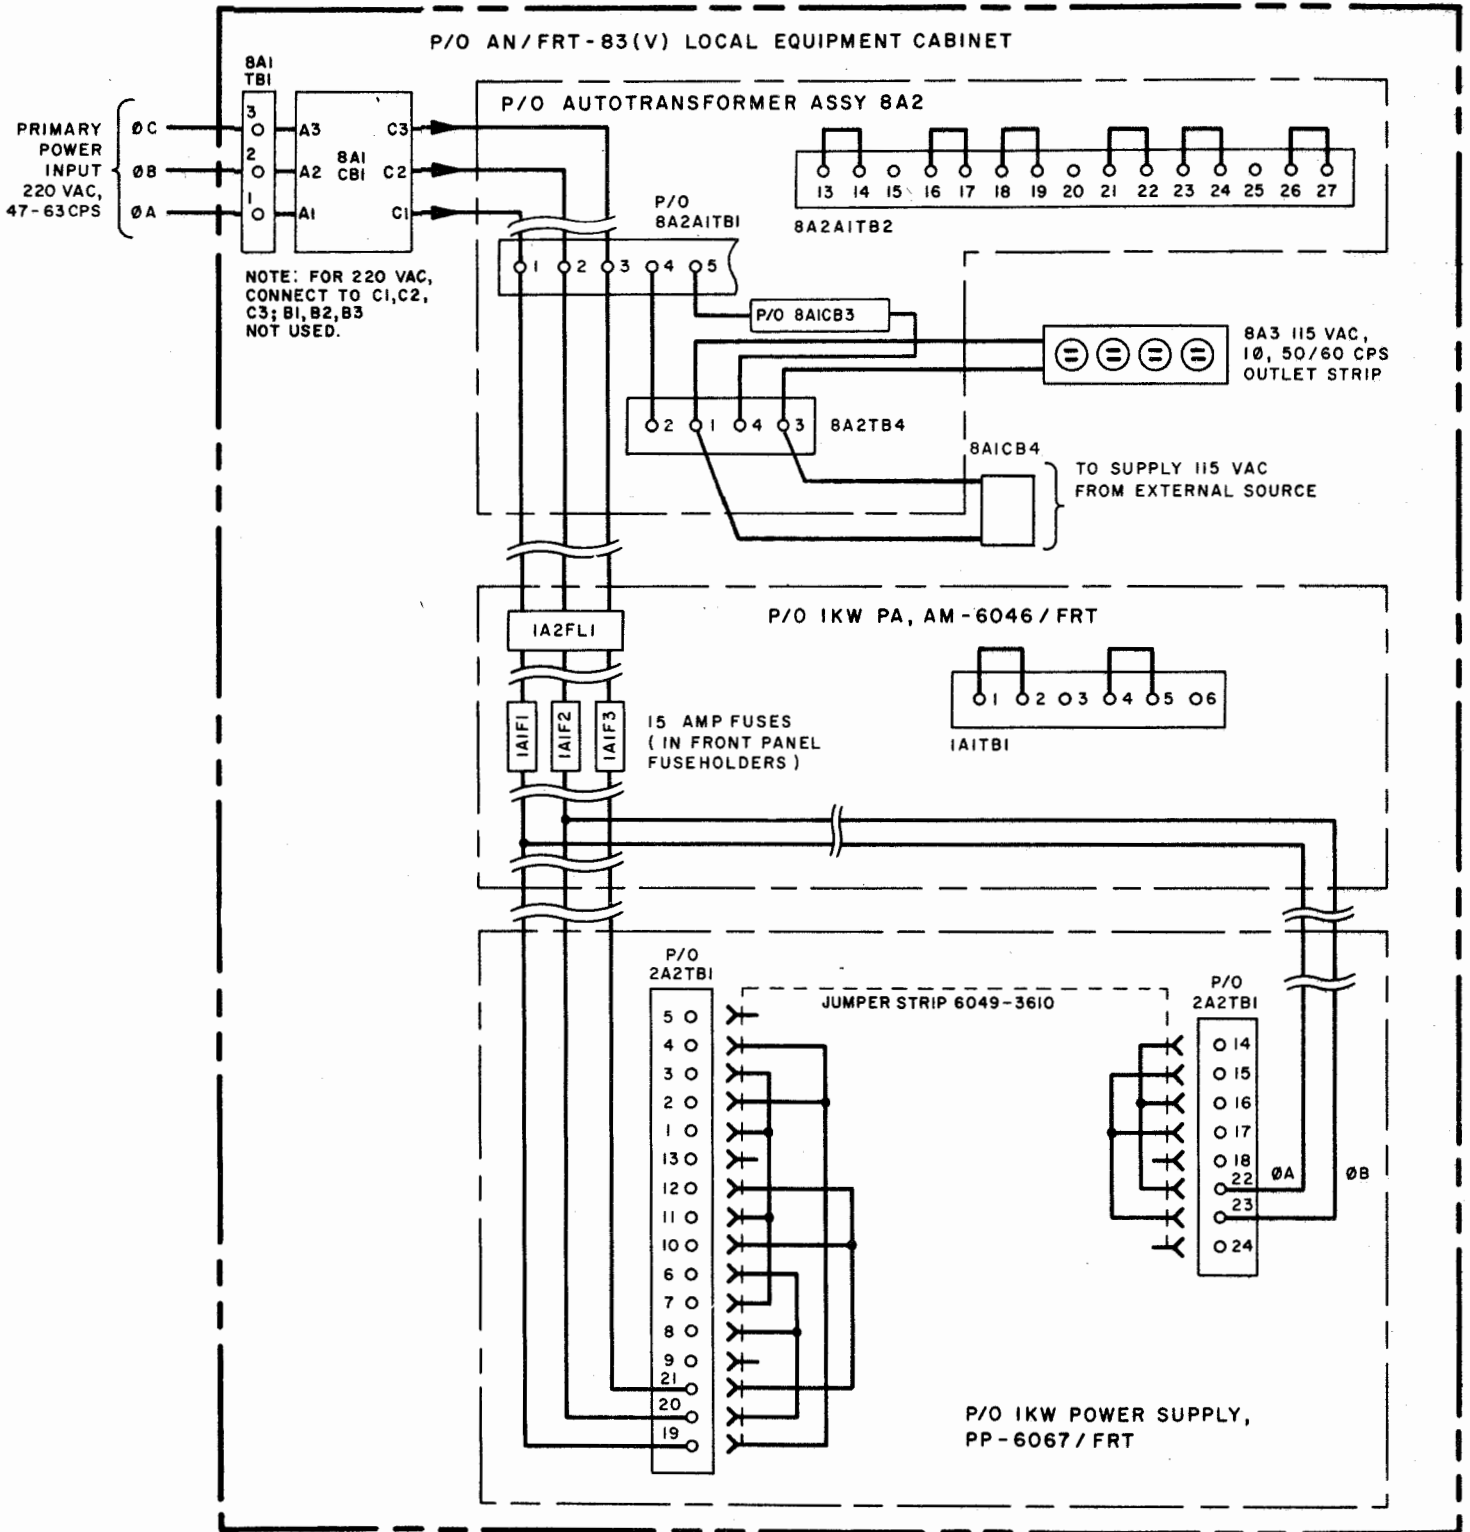 P/O AN/FRT-83(V) LOCAL EQUIPMENT CABINET
8A1
TB1
PRIMARY
POWER
INPUT
220 VAC,
47-63 CPS
ØC
ØB
ØA
3
2
1
A3
A2
A1
8A1
CB1
C3
C2
C1
NOTE: FOR 220 VAC,
CONNECT TO C1,C2,
C3; B1,B2,B3
NOT USED.
P/O AUTOTRANSFORMER ASSY 8A2
13 14 15 16 17 18 19 20 21 22 23 24 25 26 27
8A2A1TB2
P/O
8A2A1TB1
1 2 3 4 5
P/O 8A1CB3
8A3 115 VAC,
1Ø, 50/60 CPS
OUTLET STRIP
2 1 4 3
8A2TB4
8A1CB4
TO SUPPLY 115 VAC
FROM EXTERNAL SOURCE
P/O 1KW PA, AM-6046/FRT
1A2FL1
1 2 3 4 5 6
1A1TB1
1A1F1
1A1F2
1A1F3
15 AMP FUSES
(IN FRONT PANEL
FUSEHOLDERS)
P/O
2A2TB1
5
4
3
2
1
13
12
11
10
6
7
8
9
21
20
19
JUMPER STRIP 6049-3610
P/O
2A2TB1
14
15
16
17
18
22
23
24
ØA
ØB
P/O 1KW POWER SUPPLY,
PP-6067/FRT